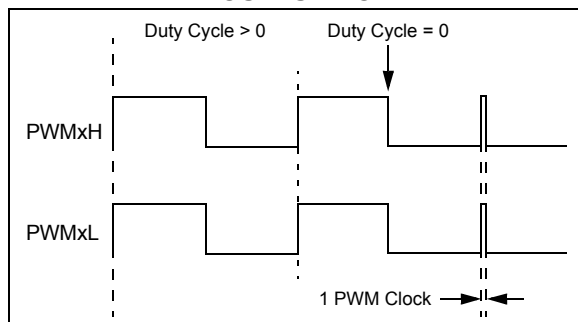 Duty Cycle > 0
Duty Cycle = 0
PWMxH
PWMxL
1 PWM Clock